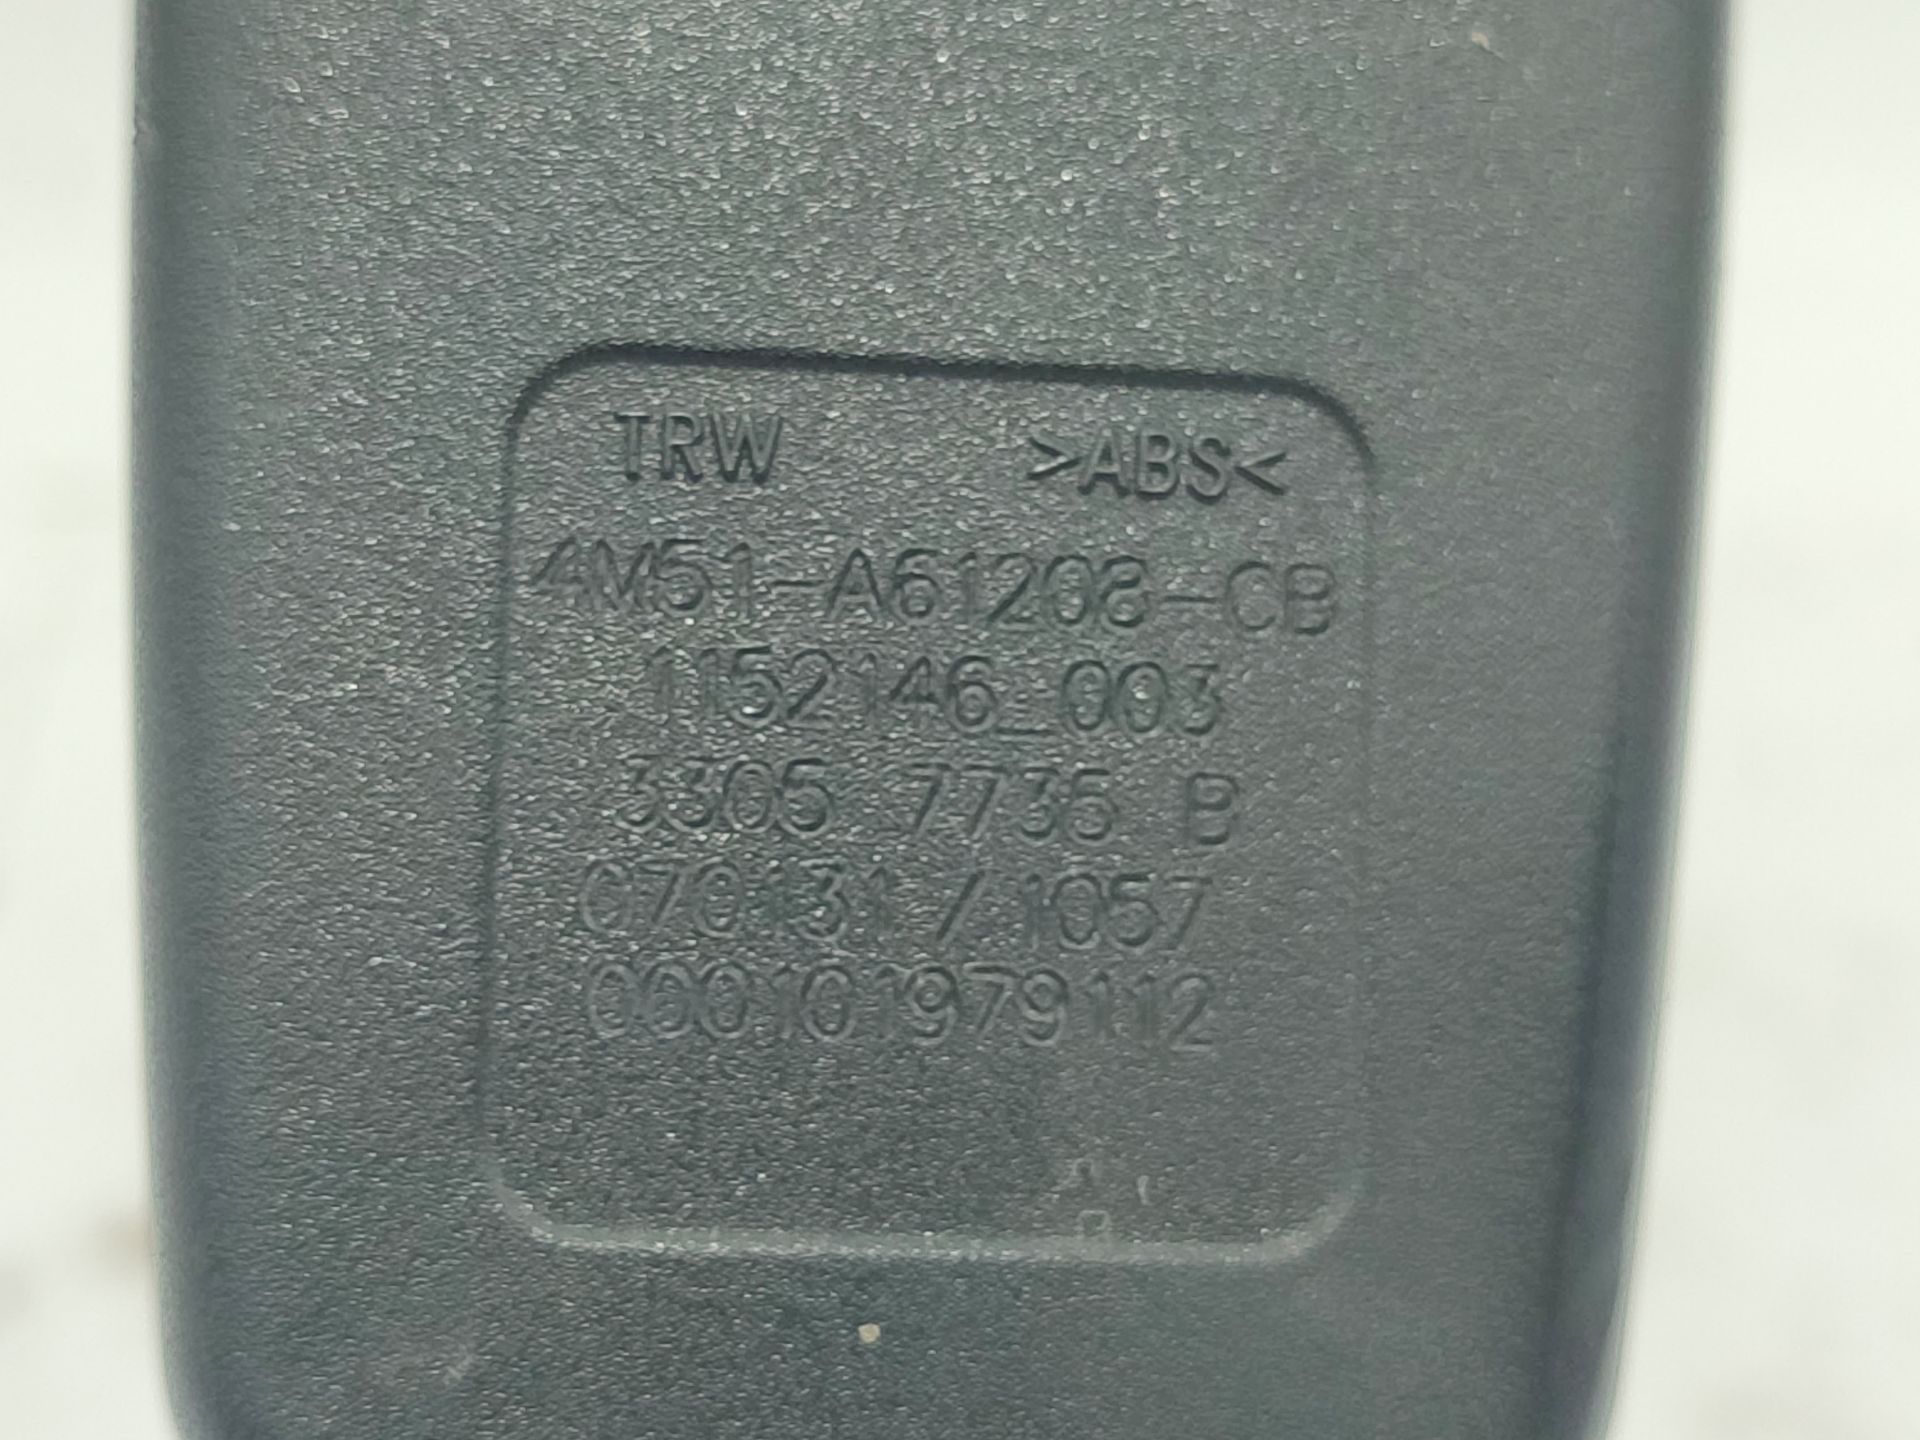 TRW >ABS<
4M51-A61208-CB
1152146_003
3305 7735 B
070131 / 1057
000101979112